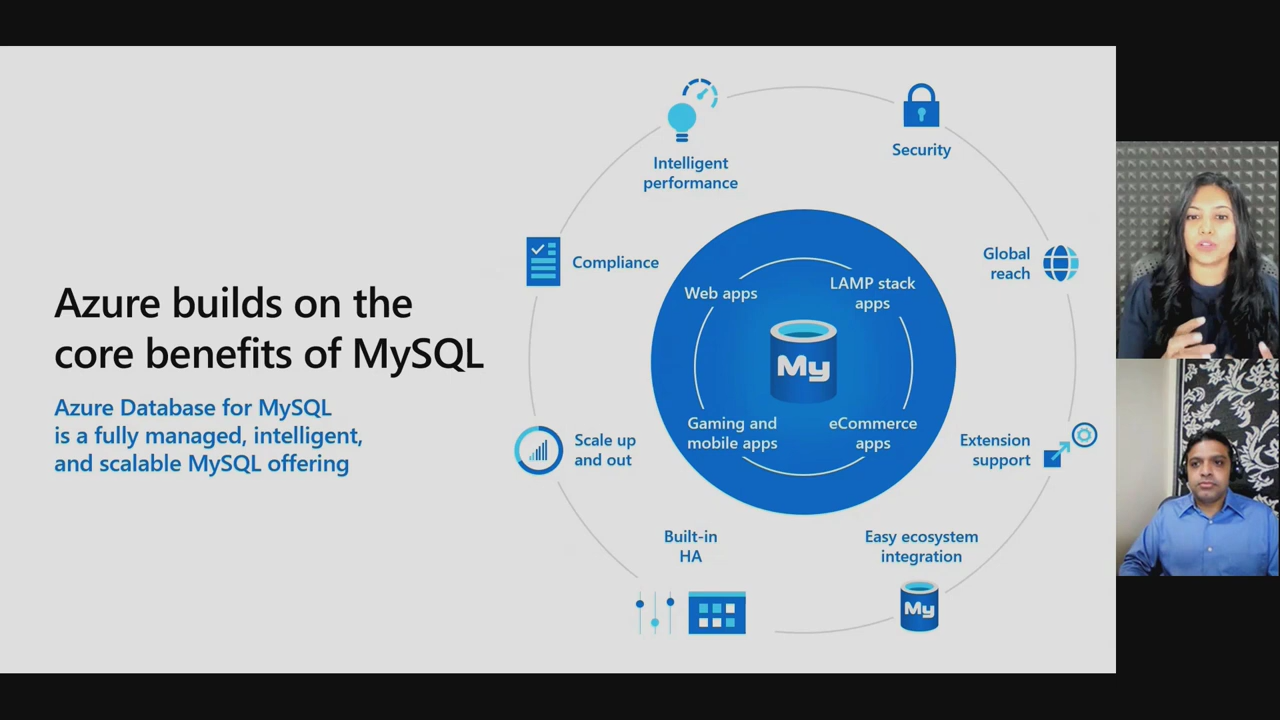 Azure builds on the
core benefits of MySQL
Azure Database for MySQL
is a fully managed, intelligent,
and scalable MySQL offering
Intelligent
performance
Security
Compliance
Global
reach
Web apps
LAMP stack
apps
My
Gaming and
mobile apps
eCommerce
apps
Scale up
and out
Extension
support
Built-in
HA
Easy ecosystem
integration
My